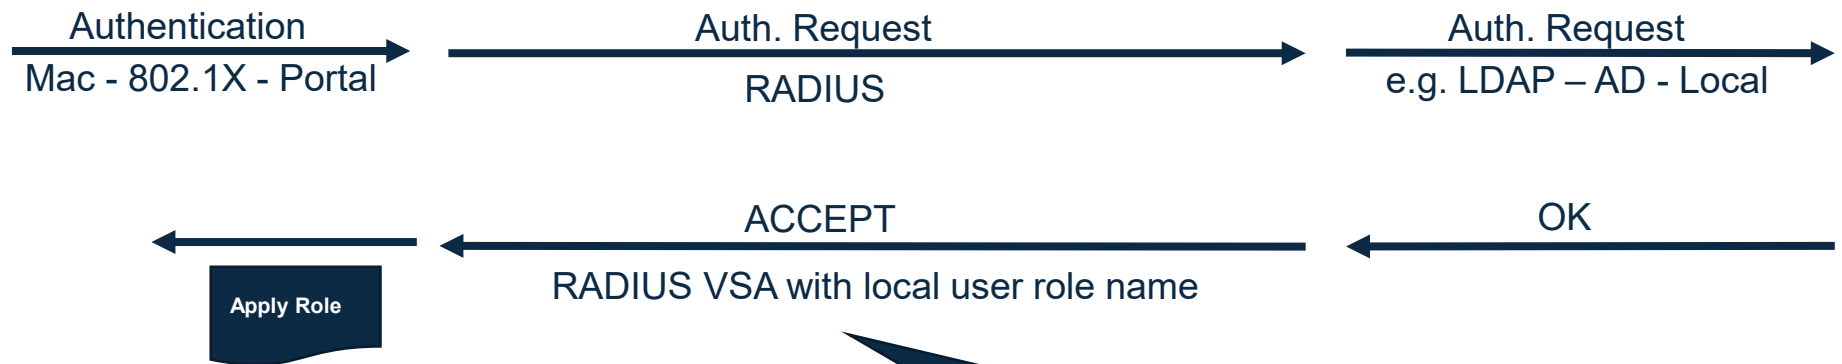 Authentication
Auth. Request
Auth. Request
Mac - 802.1X - Portal
RADIUS
e.g. LDAP – AD - Local
ACCEPT
OK
RADIUS VSA with local user role name
Apply Role